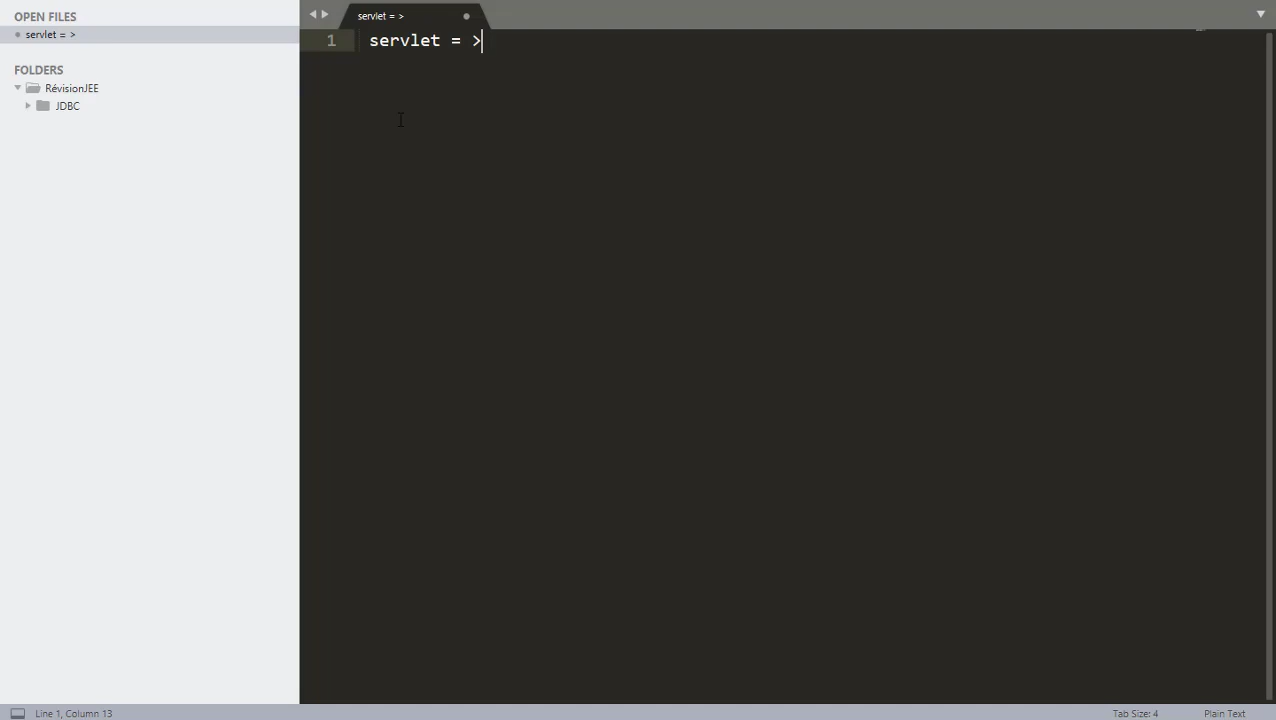 OPEN FILES
servlet = >
FOLDERS
RévisionJEE
JDBC
servlet = >
1 servlet = >
Line 1, Column 13
Tab Size: 4
Plain Text